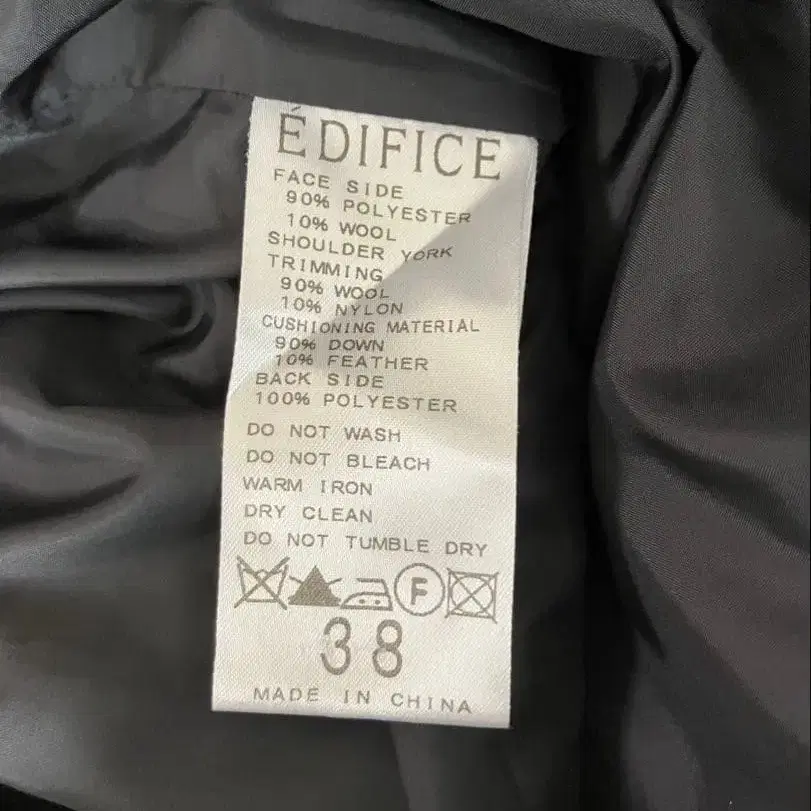 ÉDIFICE
FACE SIDE
90% POLYESTER
10% WOOL
SHOULDER YORK
TRIMMING
90% WOOL
10% NYLON
CUSHIONING MATERIAL
90% DOWN
10% FEATHER
BACK SIDE
100% POLYESTER
DO NOT WASH
DO NOT BLEACH
WARM IRON
DRY CLEAN
DO NOT TUMBLE DRY
F
38
MADE IN CHINA